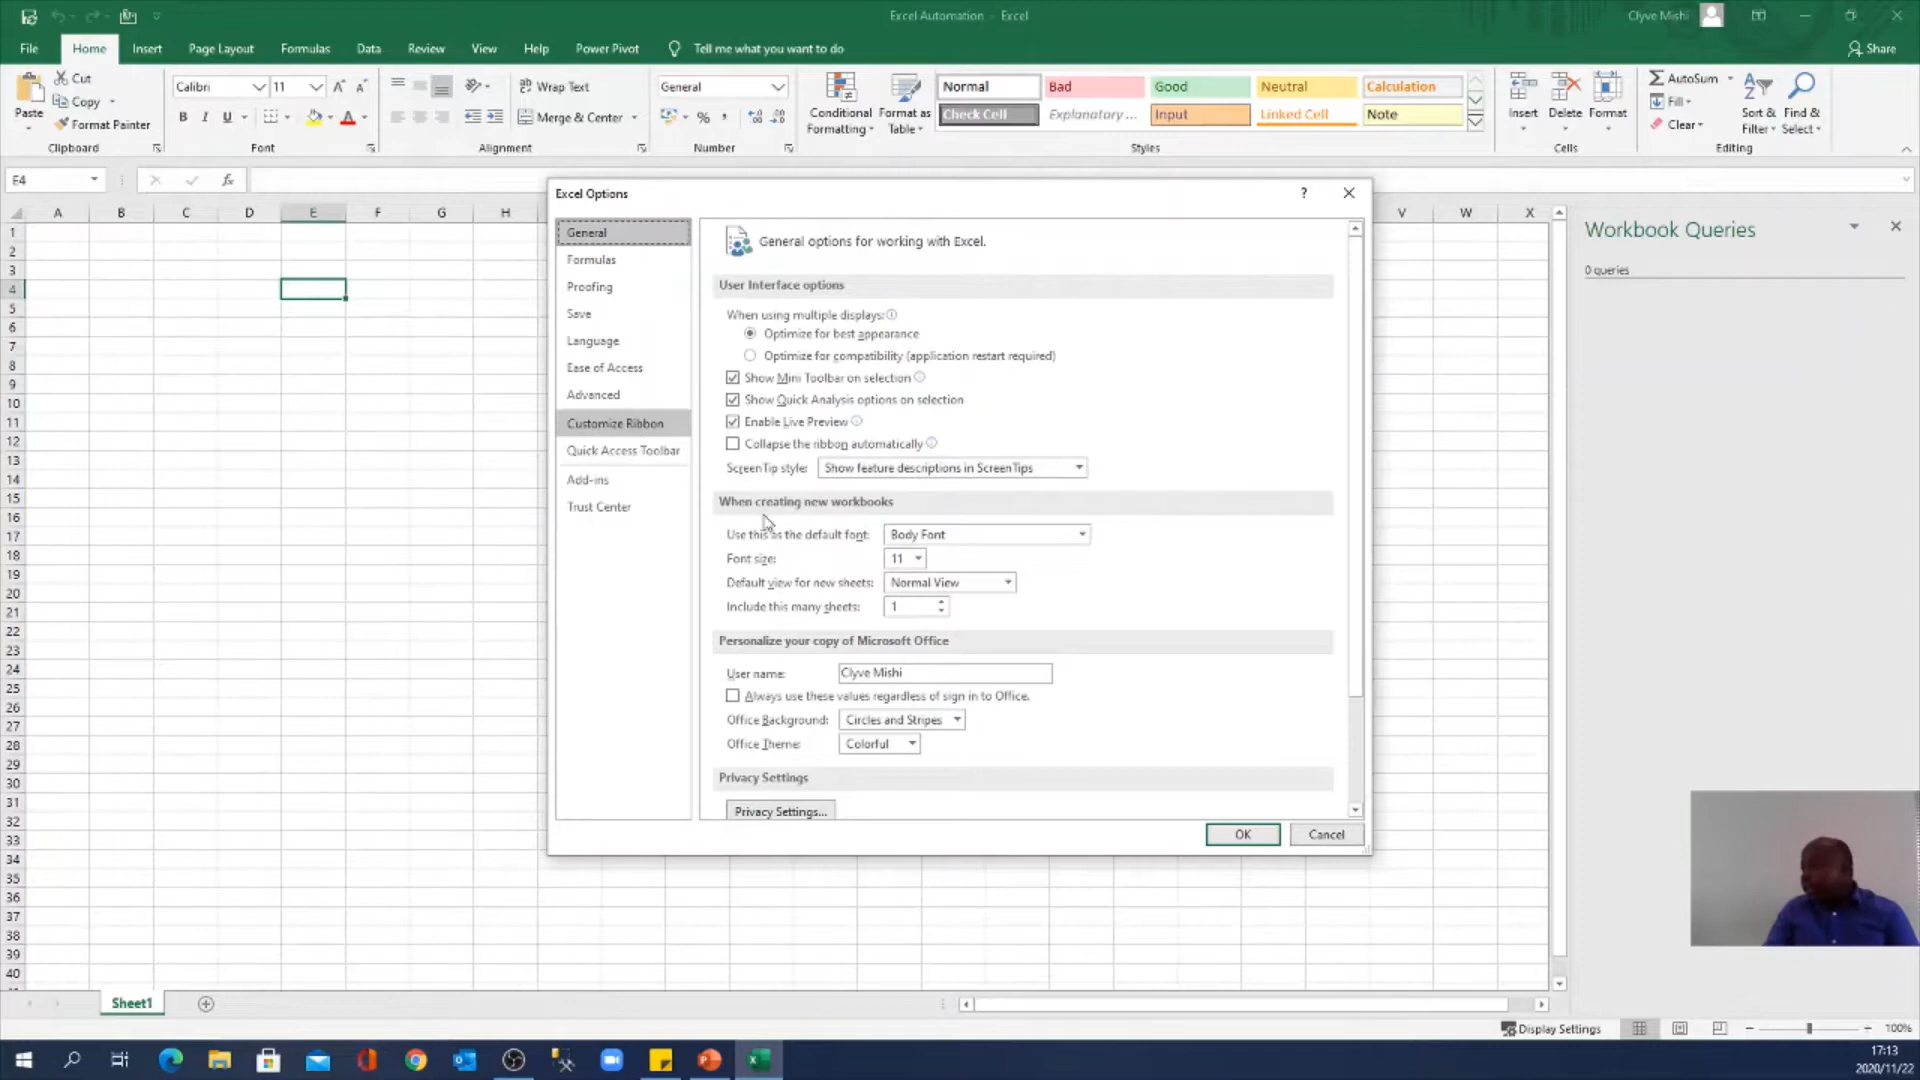 Excel Automation - Excel
Clyve Mishi
File Home Insert Page Layout Formulas Data Review View Help Power Pivot Tell me what you want to do Share
Paste
Cut
Copy
Format Painter
Clipboard
Calibri 11
B I U
Font
Wrap Text
Merge & Center
Alignment
General
%
Number
Conditional Formatting
Format as Table
Normal Bad Good Neutral Calculation
Check Cell Explanatory ... Input Linked Cell Note
Styles
Insert Delete Format
Cells
AutoSum
Fill
Clear
Sort & Filter
Find & Select
Editing
E4
fx
A B C D E F G H V W X
1
2
3
4
5
6
7
8
9
10
11
12
13
14
15
16
17
18
19
20
21
22
23
24
25
26
27
28
29
30
31
32
33
34
35
36
37
38
39
40
Excel Options
?
General
Formulas
Proofing
Save
Language
Ease of Access
Advanced
Customize Ribbon
Quick Access Toolbar
Add-ins
Trust Center
General options for working with Excel.
User Interface options
When using multiple displays:
Optimize for best appearance
Optimize for compatibility (application restart required)
Show Mini Toolbar on selection
Show Quick Analysis options on selection
Enable Live Preview
Collapse the ribbon automatically
ScreenTip style: Show feature descriptions in ScreenTips
When creating new workbooks
Use this as the default font: Body Font
Font size: 11
Default view for new sheets: Normal View
Include this many sheets: 1
Personalize your copy of Microsoft Office
User name: Clyve Mishi
Always use these values regardless of sign in to Office.
Office Background: Circles and Stripes
Office Theme: Colorful
Privacy Settings
Privacy Settings...
OK Cancel
Workbook Queries
0 queries
Sheet1
Display Settings
100%
17:13
2020/11/22